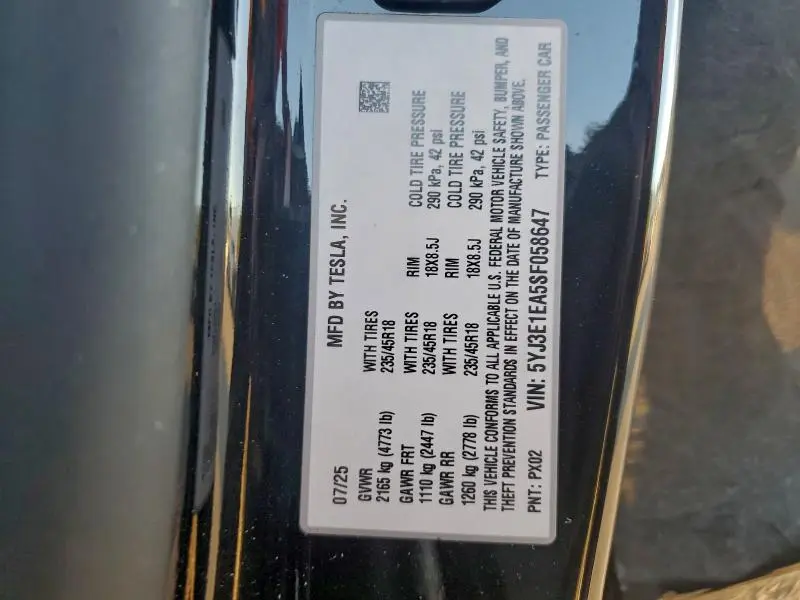 07/25 MFD BY TESLA, INC.
GVWR WITH TIRES
2165 kg (4773 lb) 235/45R18
GAWR FRT WITH TIRES RIM COLD TIRE PRESSURE
1110 kg (2447 lb) 235/45R18 18X8.5J 290 kPa, 42 psi
GAWR RR WITH TIRES RIM COLD TIRE PRESSURE
1260 kg (2778 lb) 235/45R18 18X8.5J 290 kPa, 42 psi
THIS VEHICLE CONFORMS TO ALL APPLICABLE U.S. FEDERAL MOTOR VEHICLE SAFETY, BUMPER, AND
THEFT PREVENTION STANDARDS IN EFFECT ON THE DATE OF MANUFACTURE SHOWN ABOVE.
PNT: PX02 VIN: 5YJ3E1EA5SF058647 TYPE: PASSENGER CAR